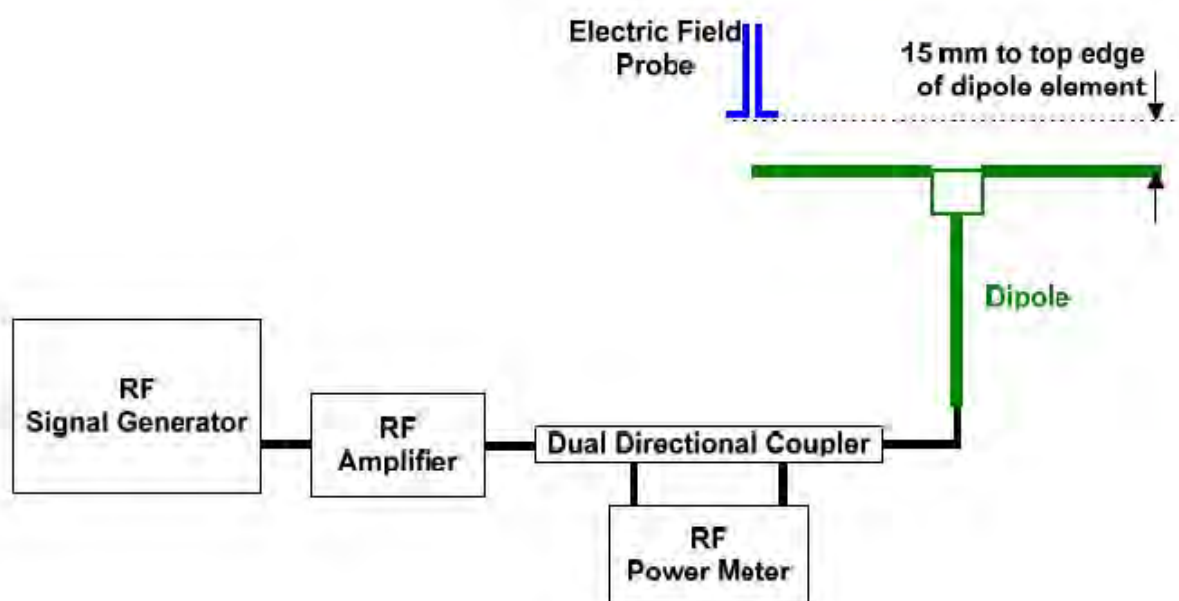 Electric Field
Probe
15 mm to top edge
of dipole element
Dipole
RF
Signal Generator
RF
Amplifier
Dual Directional Coupler
RF
Power Meter